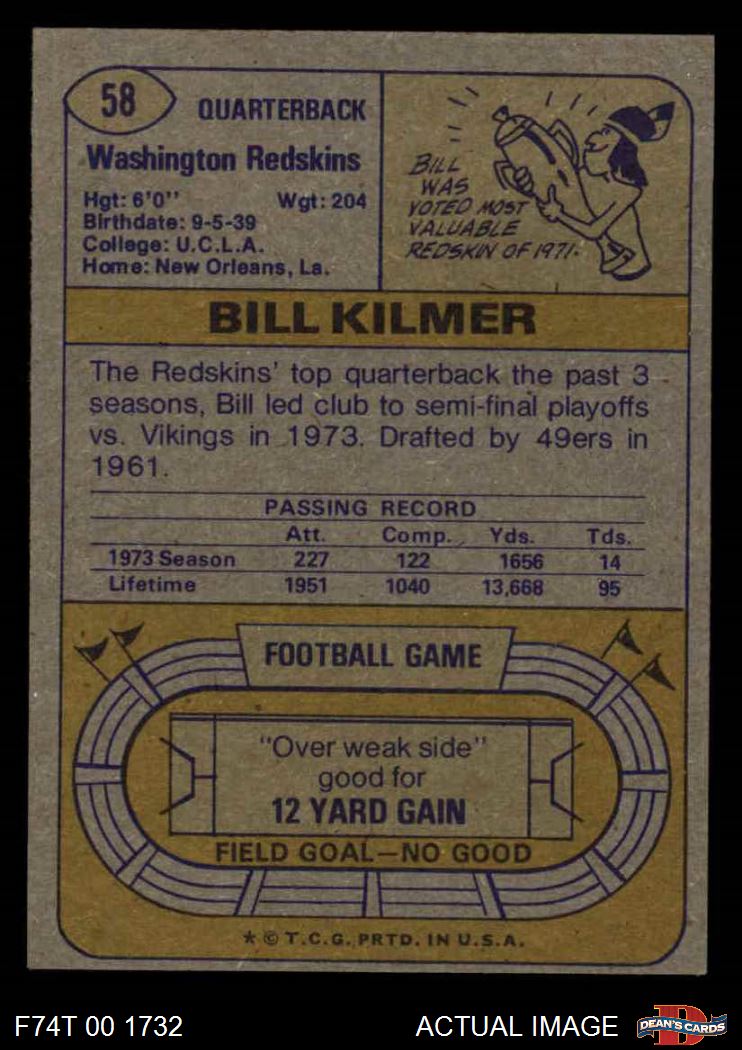 58
QUARTERBACK
Washington Redskins
Hgt: 6'0" Wgt: 204
Birthdate: 9-5-39
College: U.C.L.A.
Home: New Orleans, La.
BILL
WAS
VOTED MOST
VALUABLE
REDSKIN OF 1971.
BILL KILMER
The Redskins' top quarterback the past 3
seasons, Bill led club to semi-final playoffs
vs. Vikings in 1973. Drafted by 49ers in
1961.
PASSING RECORD
Att. Comp. Yds. Tds.
1973 Season 227 122 1656 14
Lifetime 1951 1040 13,668 95
FOOTBALL GAME
"Over weak side"
good for
12 YARD GAIN
FIELD GOAL—NO GOOD
* © T.C.G. PRTD. IN U.S.A.
F74T 00 1732 ACTUAL IMAGE DEAN'S CARDS